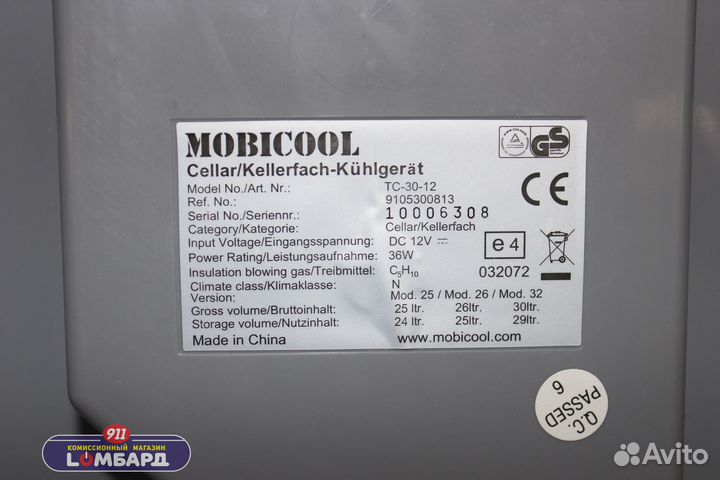 MOBICOOL
Cellar/Kellerfach-Kühlgerät
Model No./Art. Nr.: TC-30-12
Ref. No.: 9105300813
Serial No./Seriennr.: 10006308
Category/Kategorie: Cellar/Kellerfach
Input Voltage/Eingangsspannung: DC 12V
Power Rating/Leistungsaufnahme: 36W
Insulation blowing gas/Treibmittel: C5H10
Climate class/Klimaklasse: N
Version: Mod. 25 / Mod. 26 / Mod. 32
Gross volume/Bruttoinhalt: 25 ltr. 26ltr. 30ltr.
Storage volume/Nutzinhalt: 24 ltr. 25ltr. 29ltr.
Made in China www.mobicool.com
GS
CE
e4
032072
Q.C.
PASSED
6
911
КОМИССИОННЫЙ МАГАЗИН
LОМБАРД
Avito